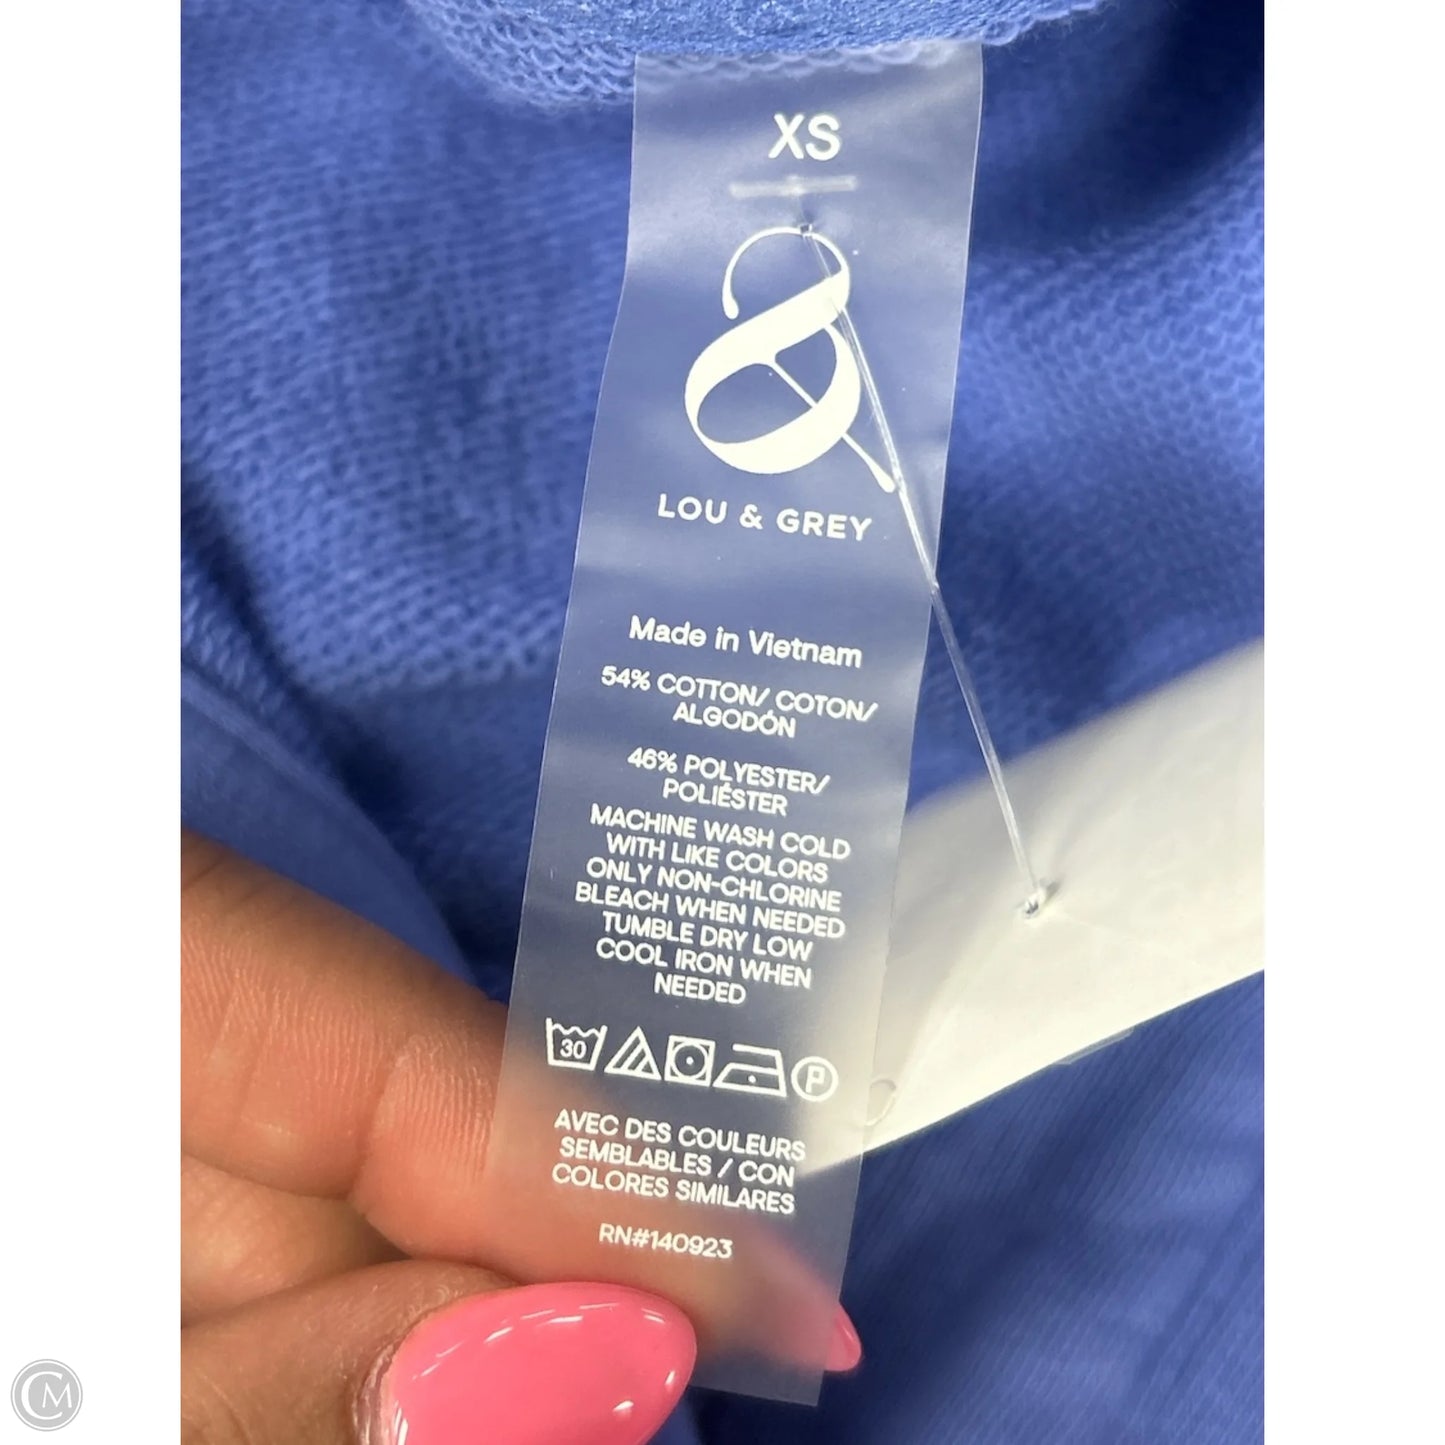 XS
&
LOU & GREY
Made in Vietnam
54% COTTON/ COTON/
ALGODÓN
46% POLYESTER/
POLIÉSTER
MACHINE WASH COLD
WITH LIKE COLORS
ONLY NON-CHLORINE
BLEACH WHEN NEEDED
TUMBLE DRY LOW
COOL IRON WHEN
NEEDED
30 P
AVEC DES COULEURS
SEMBLABLES / CON
COLORES SIMILARES
RN#140923
CM